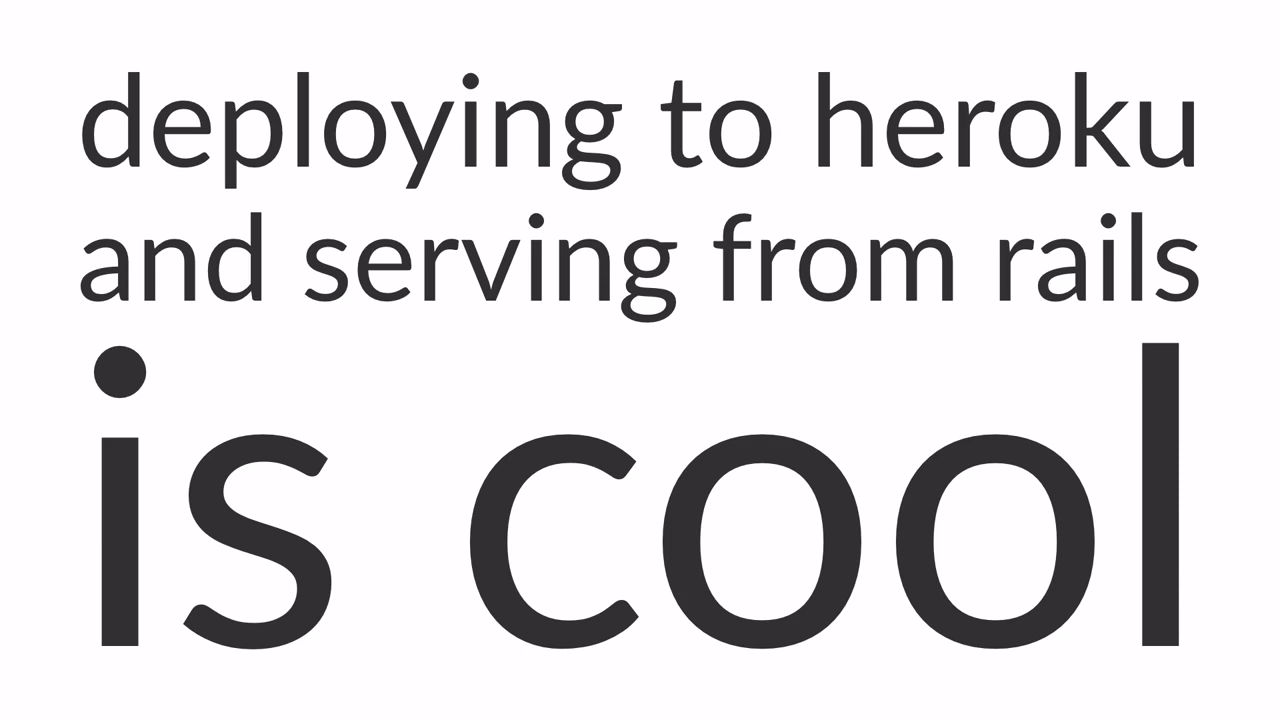 deploying to heroku
and serving from rails
is cool